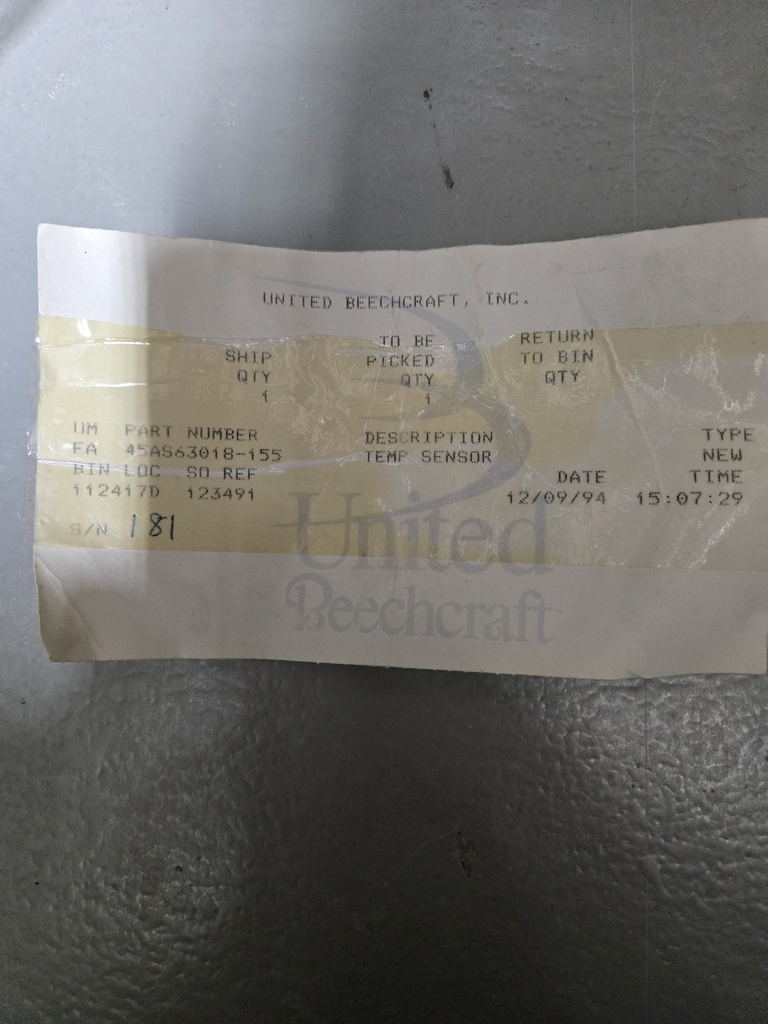 UNITED BEECHCRAFT, INC.
TO BE RETURN
SHIP PICKED TO BIN
QTY QTY QTY
1 1
UM PART NUMBER DESCRIPTION TYPE
EA 45AS63018-155 TEMP SENSOR NEW
BIN LOC SO REF DATE TIME
112417D 123491 12/09/94 15:07:29
S/N 181
United
Beechcraft